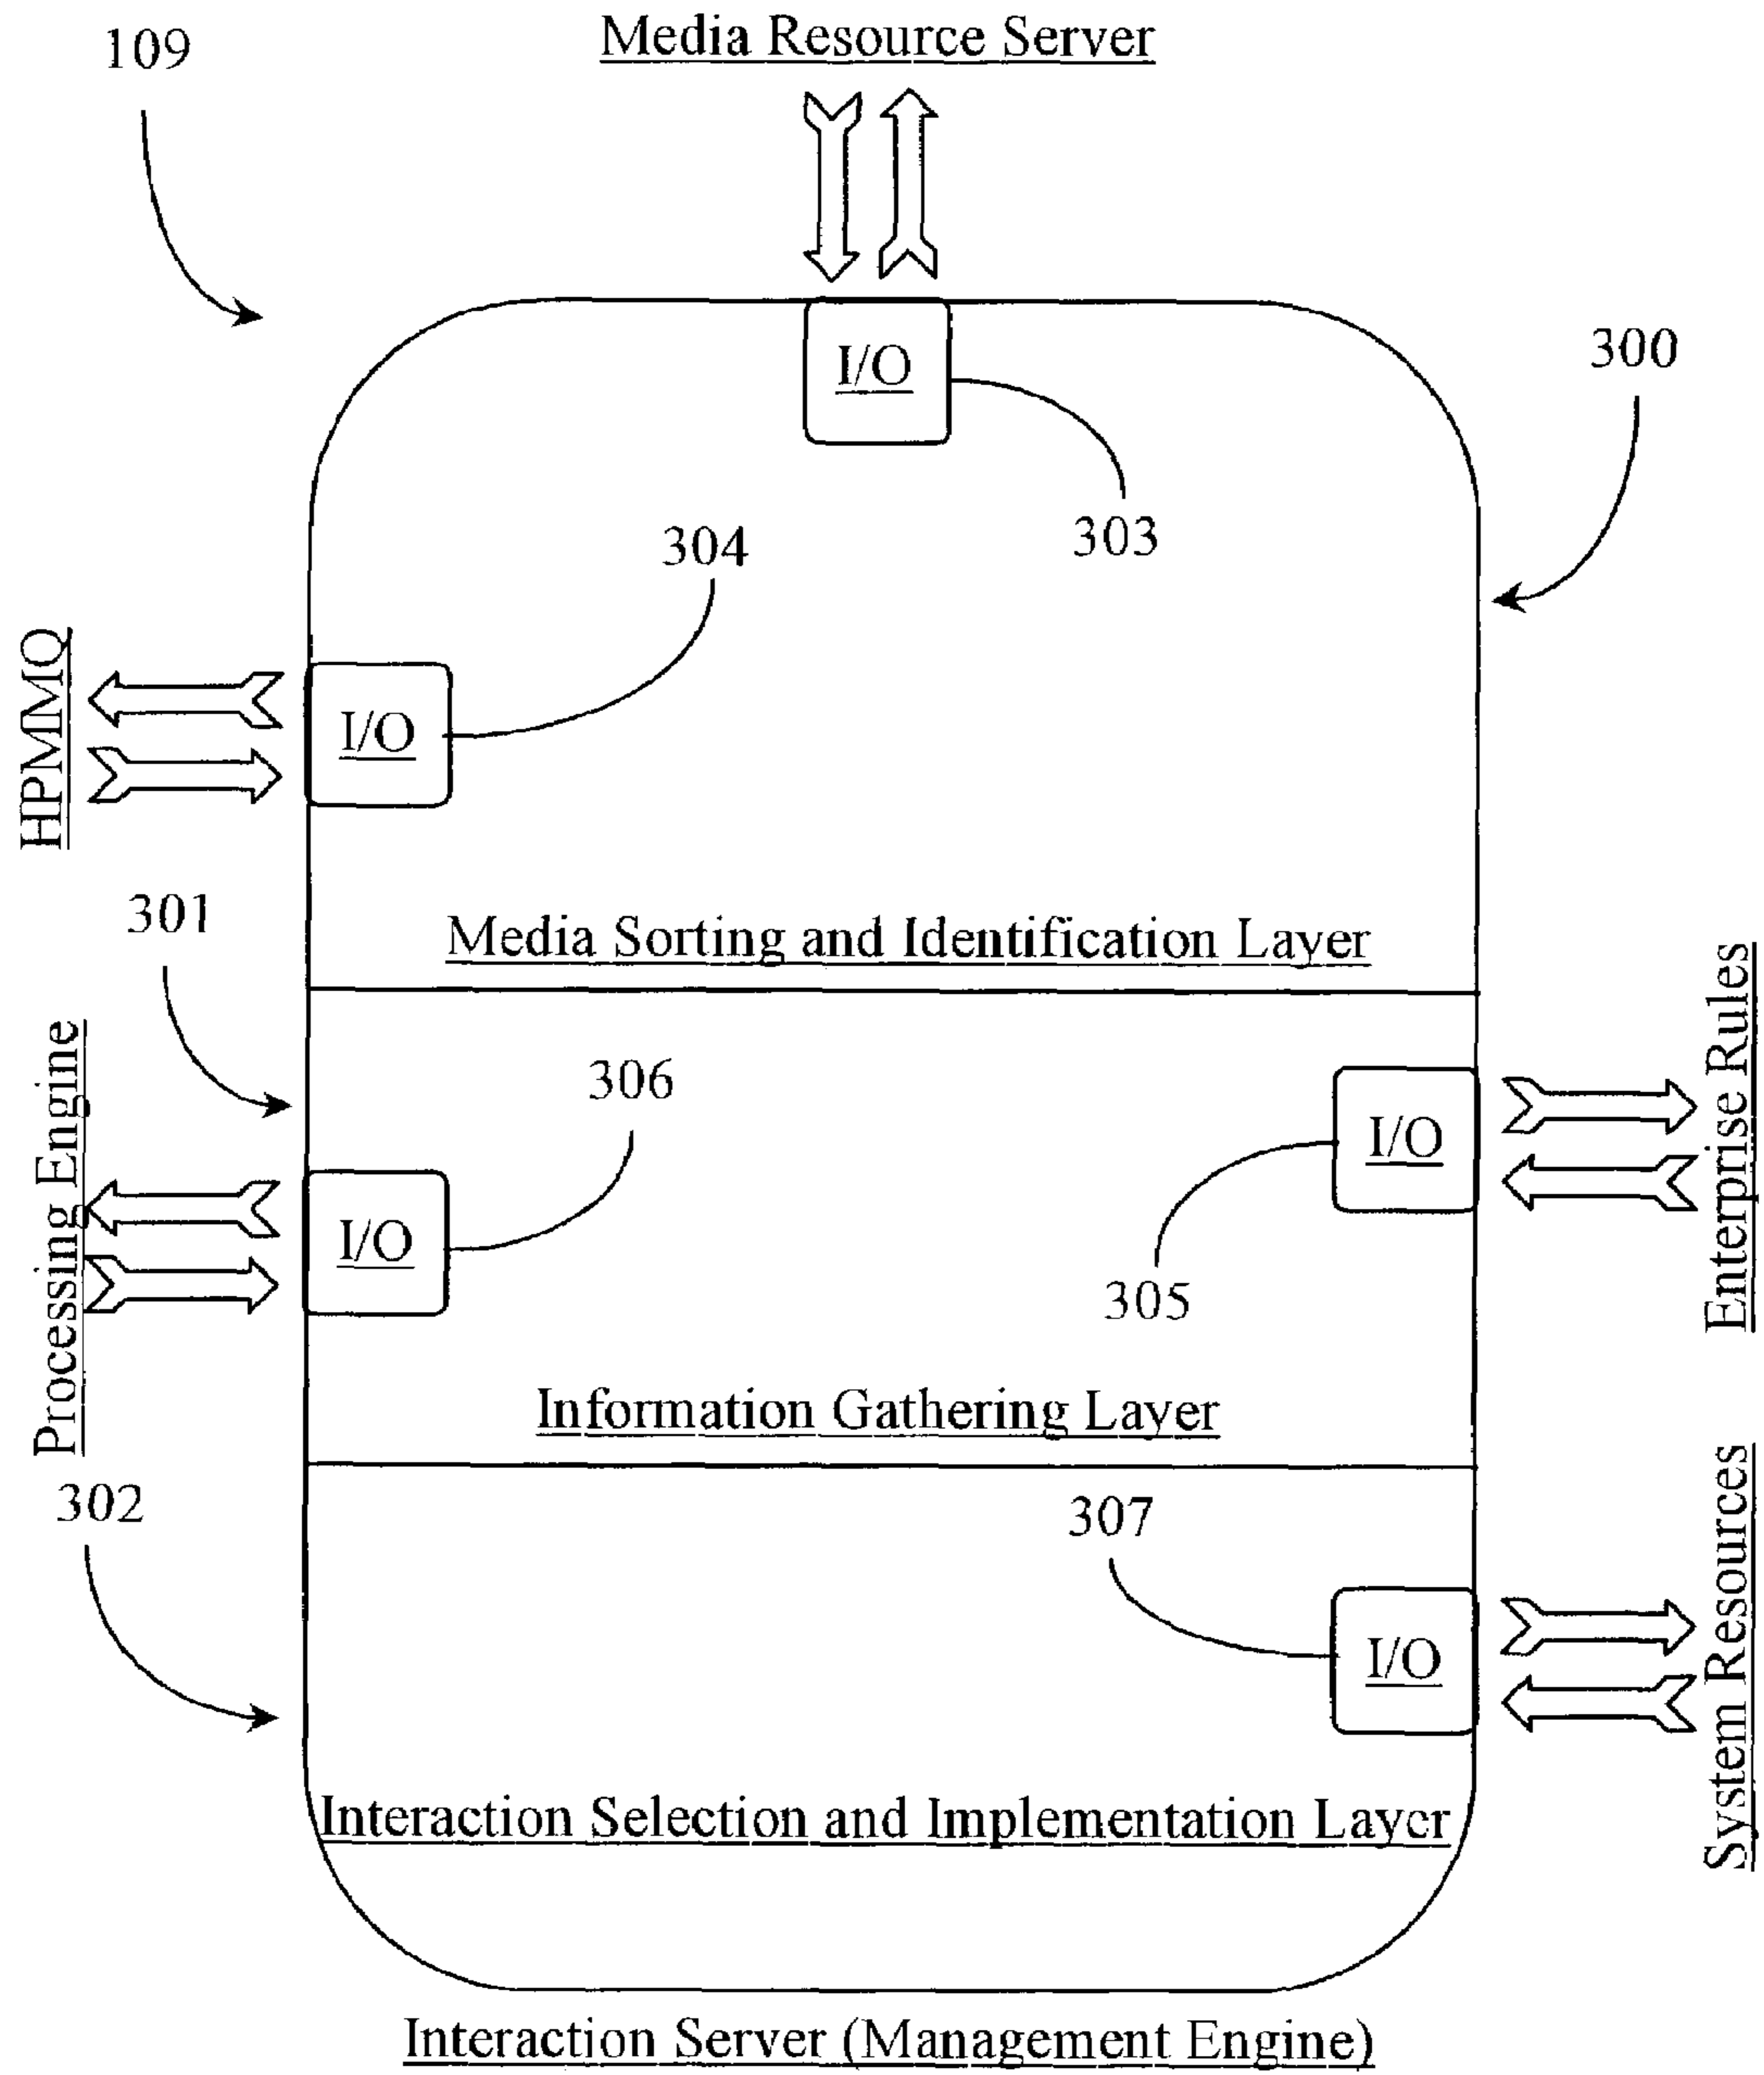 109
Media Resource Server
I/O
300
303
304
HPMMQ
I/O
301
Media Sorting and Identification Layer
Processing Engine
306
I/O
I/O
305
Enterprise Rules
Information Gathering Layer
302
307
I/O
System Resources
Interaction Selection and Implementation Layer
Interaction Server (Management Engine)